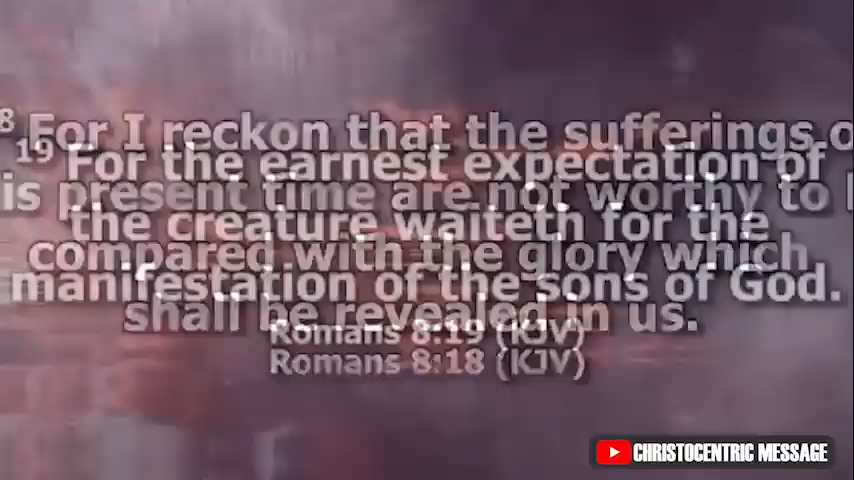 8 For I reckon that the sufferings o
19 For the earnest expectation of
is present time are not worthy to
the creature waiteth for the
compared with the glory which
manifestation of the sons of God.
shall be revealed in us.
Romans 8:19 (KJV)
Romans 8:18 (KJV)
CHRISTOCENTRIC MESSAGE